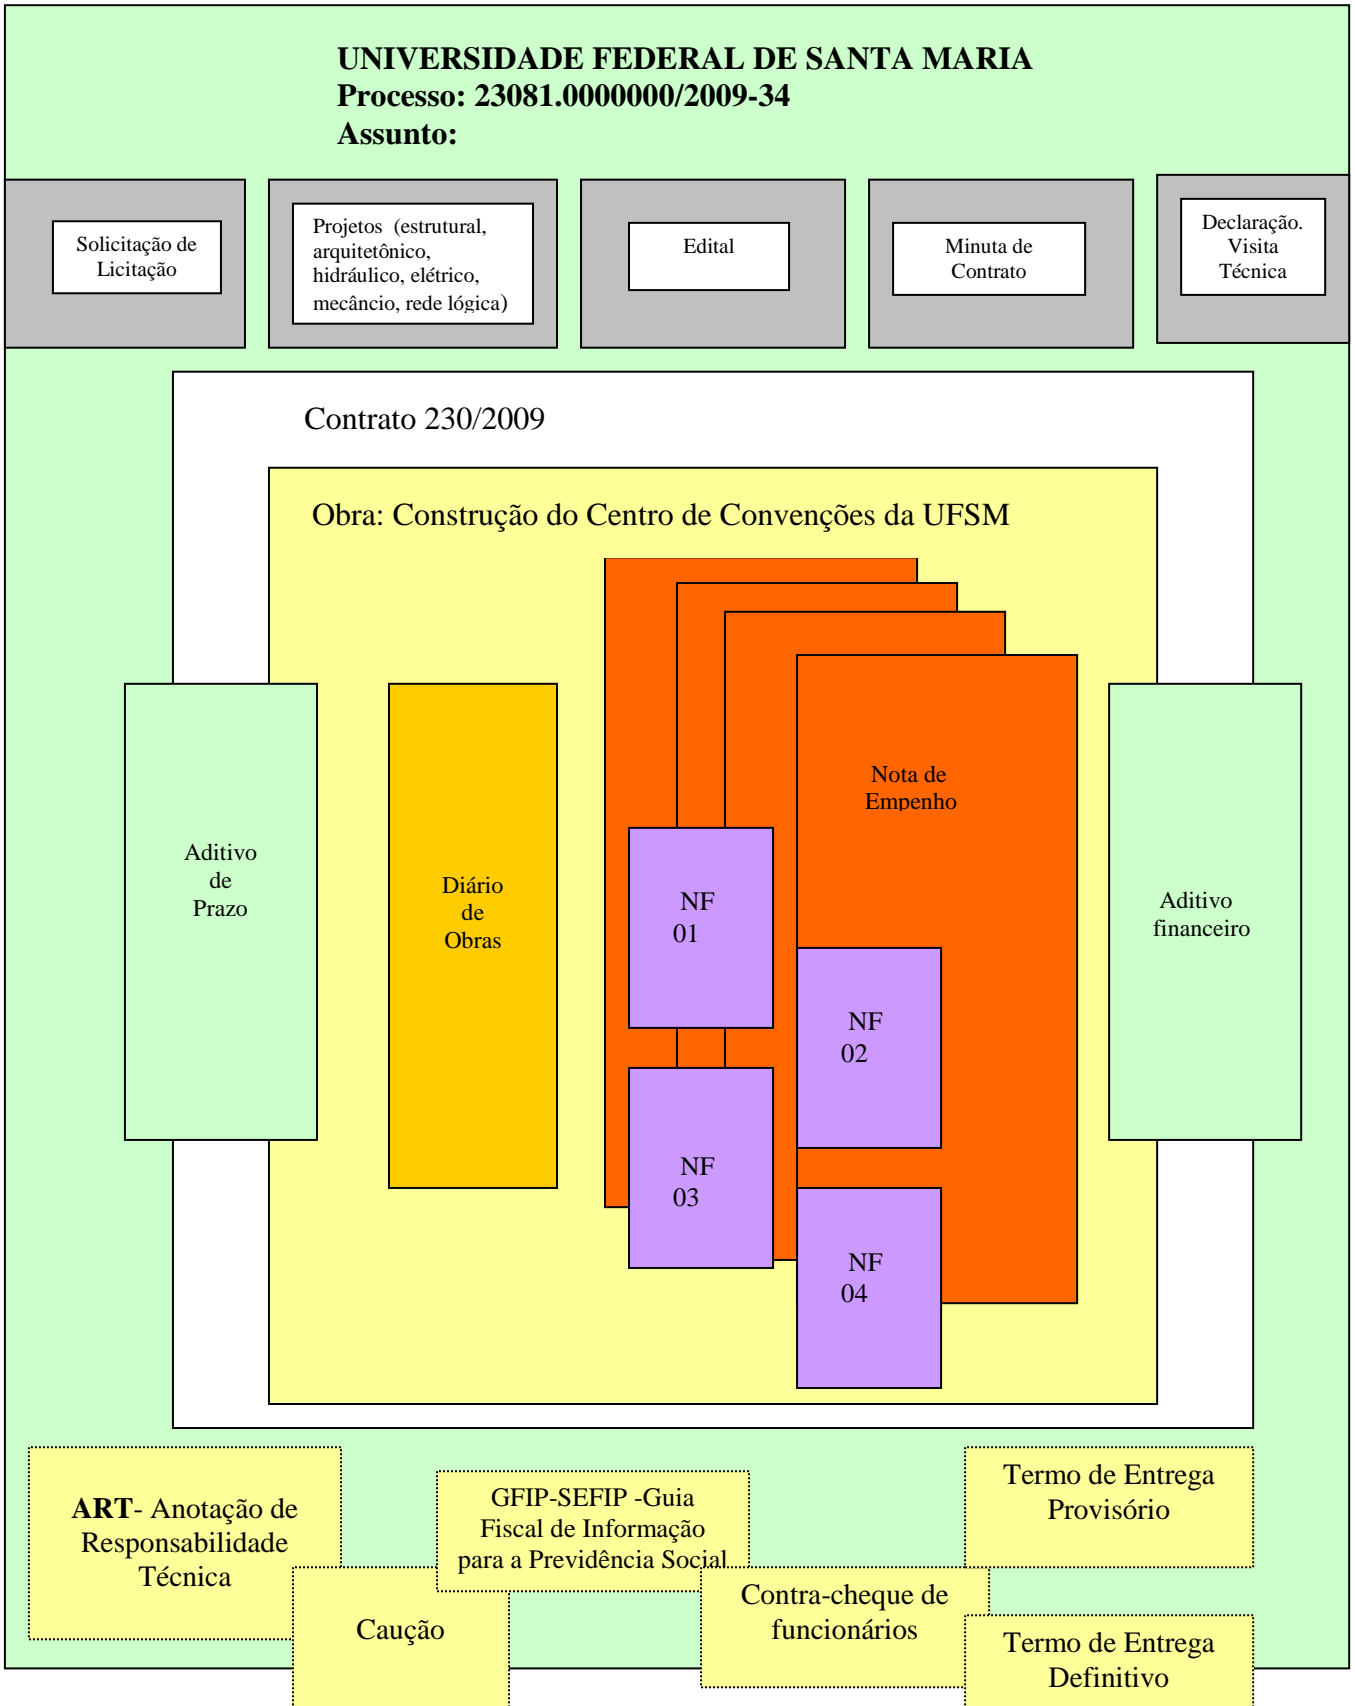 UNIVERSIDADE FEDERAL DE SANTA MARIA
Processo: 23081.0000000/2009-34
Assunto:
Solicitação de
Licitação
Projetos (estrutural,
arquitetônico,
hidráulico, elétrico,
mecâncio, rede lógica)
Edital
Minuta de
Contrato
Declaração.
Visita
Técnica
Contrato 230/2009
Obra: Construção do Centro de Convenções da UFSM
Aditivo
de
Prazo
Diário
de
Obras
Nota de
Empenho
NF
01
NF
02
NF
03
NF
04
Aditivo
financeiro
ART- Anotação de
Responsabilidade
Técnica
Caução
GFIP-SEFIP -Guia
Fiscal de Informação
para a Previdência Social
Contra-cheque de
funcionários
Termo de Entrega
Provisório
Termo de Entrega
Definitivo